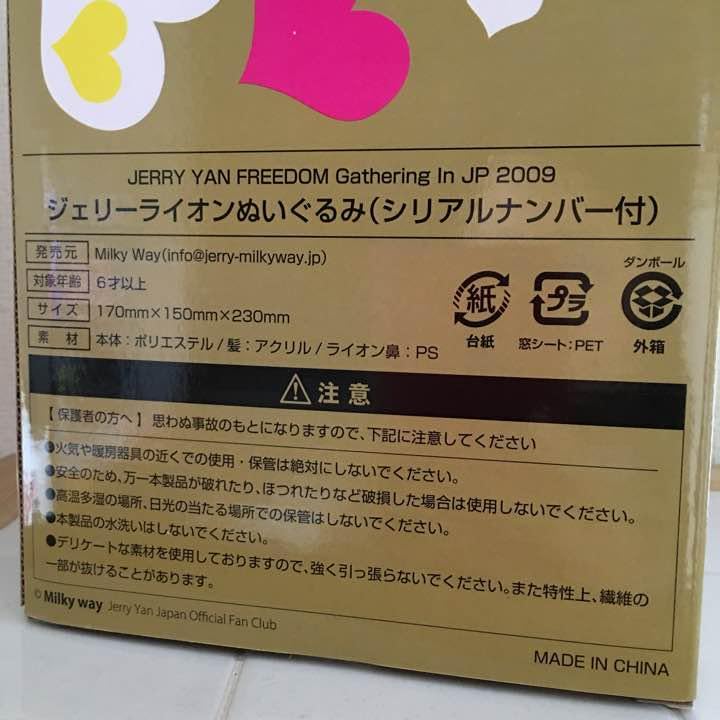 JERRY YAN FREEDOM Gathering In JP 2009
ジェリーライオンぬいぐるみ(シリアルナンバー付)
発売元 Milky Way(info@jerry-milkyway.jp)
対象年齢 6才以上
サイズ 170mm×150mm×230mm
素材 本体:ポリエステル/髪:アクリル/ライオン鼻:PS
紙
台紙
プラ
窓シート:PET
ダンボール
外箱
注意
【保護者の方へ】思わぬ事故のもとになりますので、下記に注意してください
●火気や暖房器具の近くでの使用・保管は絶対にしないでください。
●安全のため、万一本製品が破れたり、ほつれたりなど破損した場合は使用しないでください。
●高温多湿の場所、日光の当たる場所での保管はしないでください。
●本製品の水洗いはしないでください。
●デリケートな素材を使用しておりますので、強く引っ張らないでください。また特性上、繊維の
一部が抜けることがあります。
© Milky way Jerry Yan Japan Official Fan Club
MADE IN CHINA